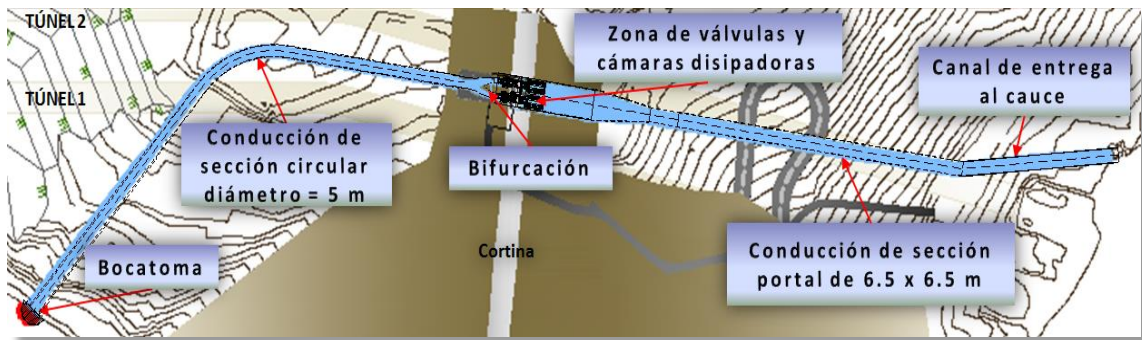 TÚNEL 2
TÚNEL 1
Conducción de
sección circular
diámetro = 5 m
Bocatoma
Zona de válvulas y
cámaras disipadoras
Bifurcación
Cortina
Canal de entrega
al cauce
Conducción de sección
portal de 6.5 x 6.5 m